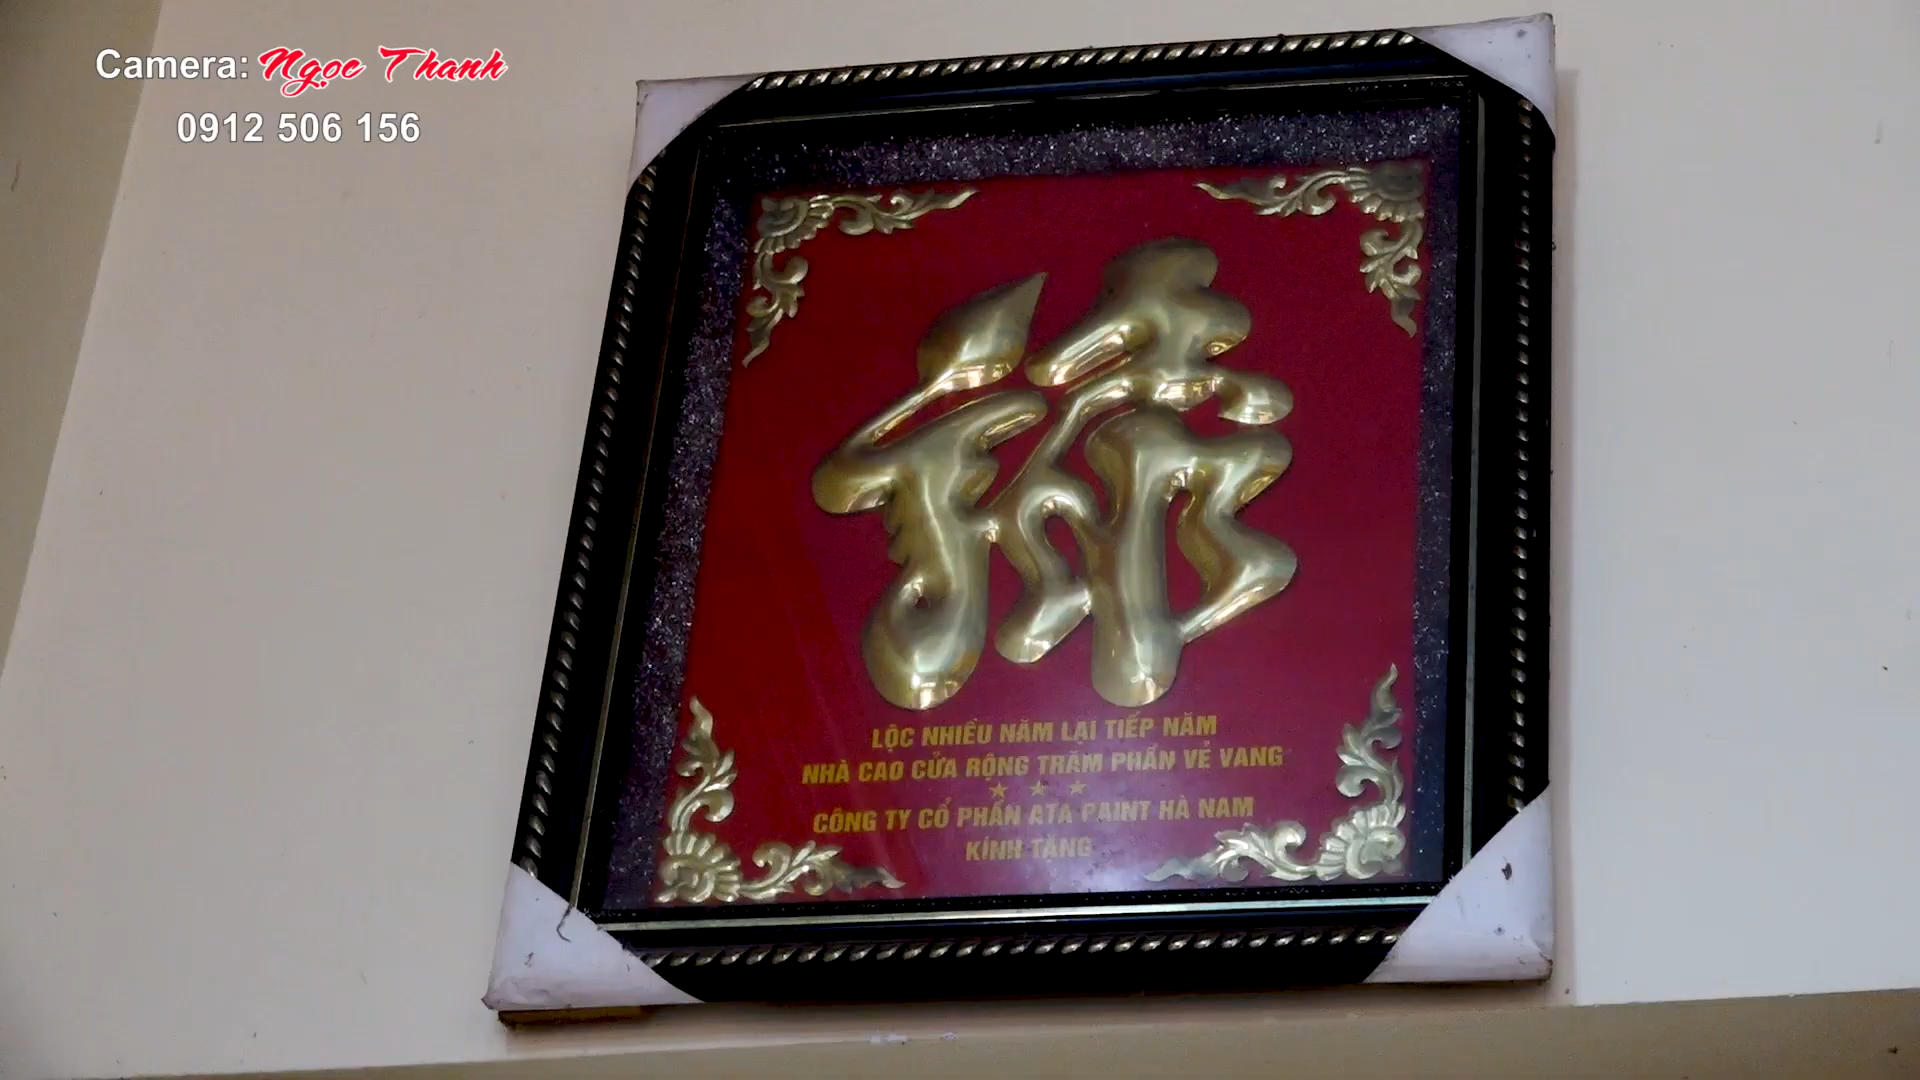 Camera: Ngọc Thanh
0912 506 156
LỘC NHIỀU NĂM LẠI TIẾP NĂM
NHÀ CAO CỬA RỘNG TRĂM PHẦN VẺ VANG
CÔNG TY CỔ PHẦN ATA PAINT HÀ NAM
KÍNH TẶNG